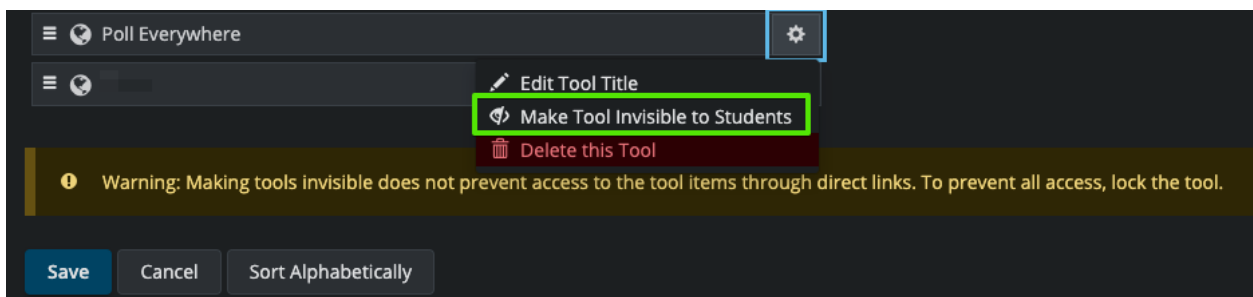 Poll Everywhere
Edit Tool Title
Make Tool Invisible to Students
Delete this Tool
Warning: Making tools invisible does not prevent access to the tool items through direct links. To prevent all access, lock the tool.
Save Cancel Sort Alphabetically